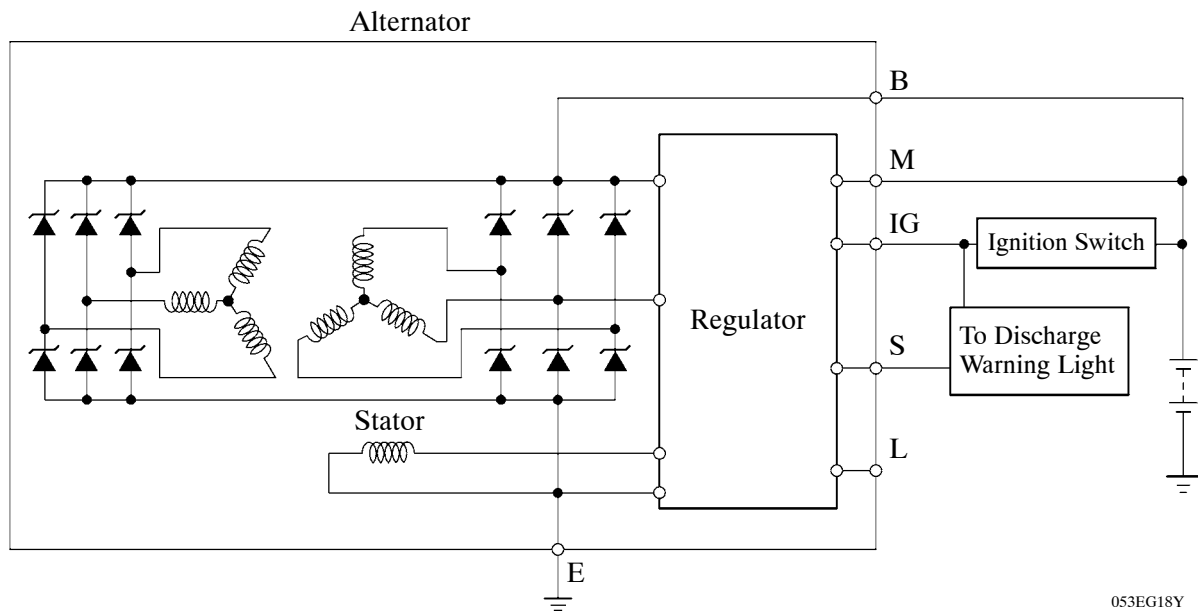 Alternator
B
M
IG
Ignition Switch
Regulator
To Discharge
Warning Light
S
Stator
L
E
053EG18Y